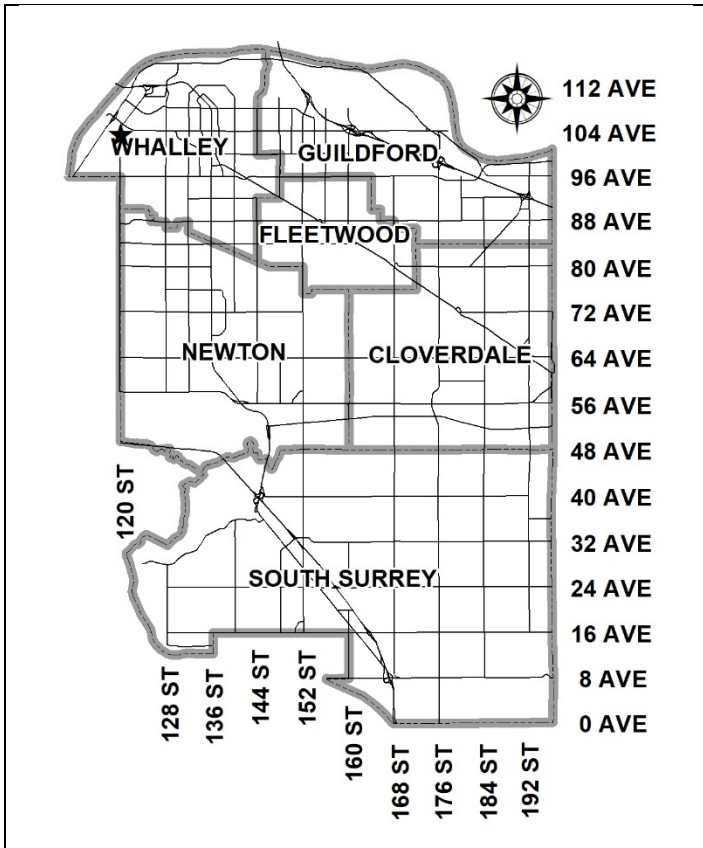 112 AVE
104 AVE
WHALLEY
GUILDFORD
96 AVE
88 AVE
FLEETWOOD
80 AVE
72 AVE
NEWTON
CLOVERDALE
64 AVE
56 AVE
48 AVE
120 ST
40 AVE
32 AVE
SOUTH SURREY
24 AVE
16 AVE
128 ST
136 ST
144 ST
152 ST
160 ST
8 AVE
0 AVE
168 ST
176 ST
184 ST
192 ST